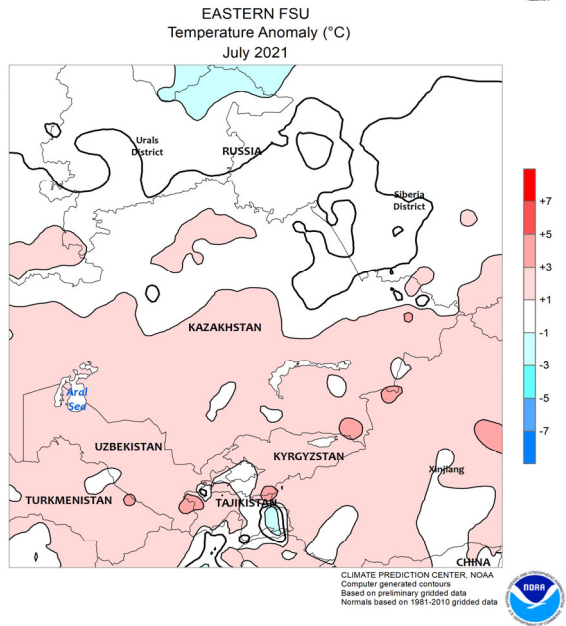 EASTERN FSU
Temperature Anomaly (°C)
July 2021
Urals
District
RUSSIA
Siberia
District
KAZAKHSTAN
Aral
Sea
UZBEKISTAN
KYRGYZSTAN
Xinjiang
TURKMENISTAN
TAJIKISTAN
CHINA
+7
+5
+3
+1
-1
-3
-5
-7
CLIMATE PREDICTION CENTER, NOAA
Computer generated contours
Based on preliminary gridded data
Normals based on 1981-2010 gridded data
NOAA